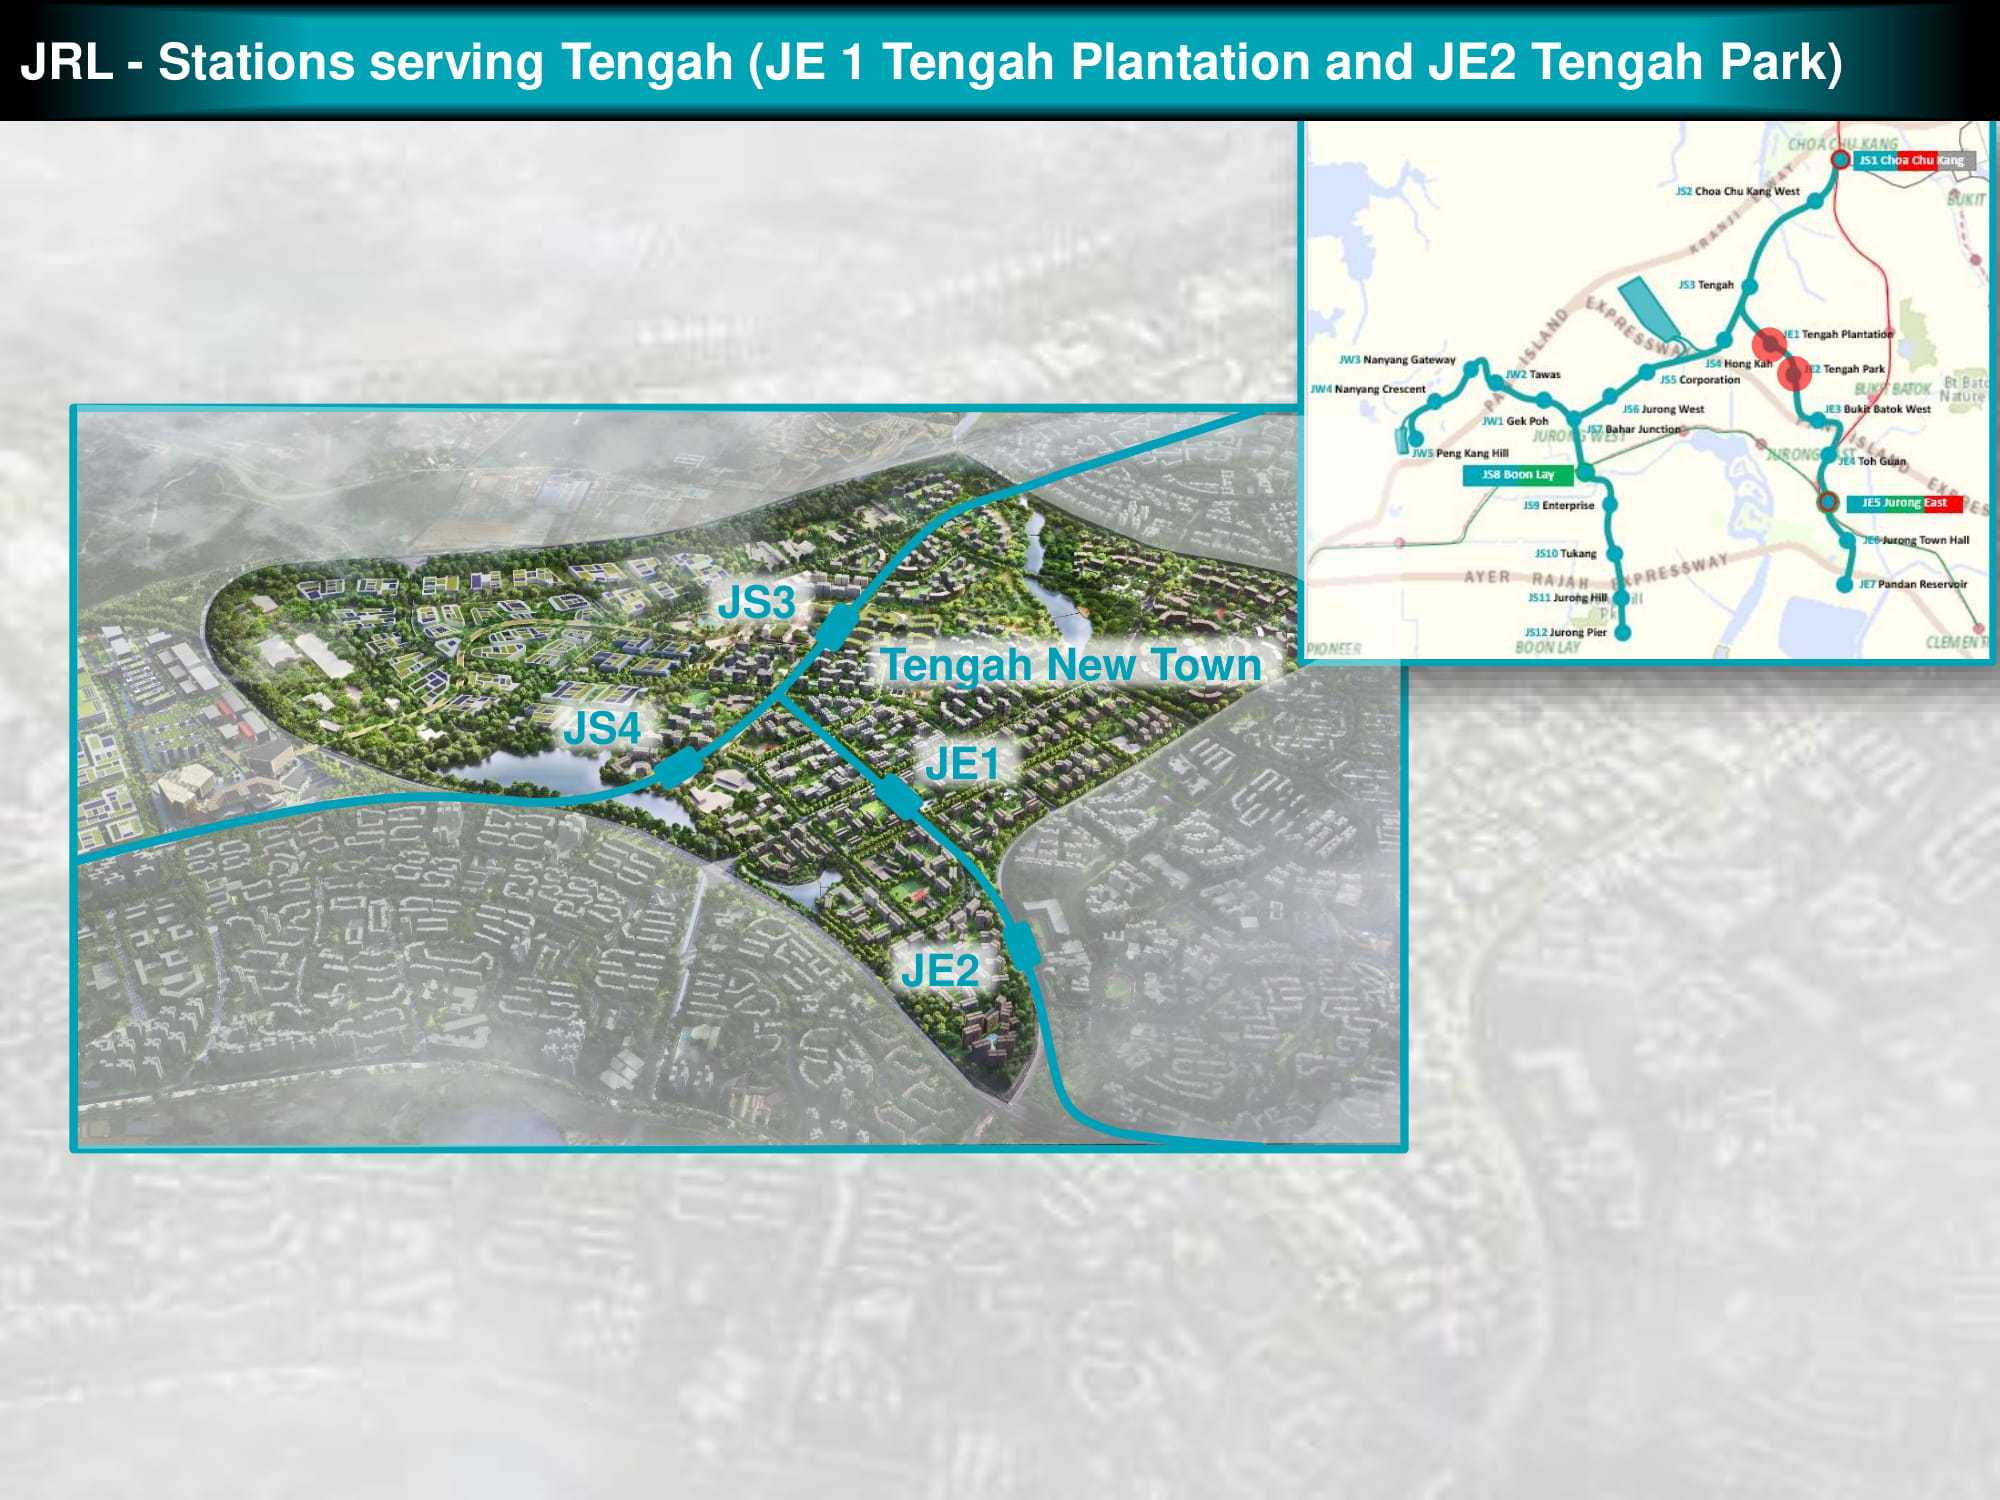 JRL - Stations serving Tengah (JE 1 Tengah Plantation and JE2 Tengah Park)
CHOA CHU KANG
JS1 Choa Chu Kang
JS2 Choa Chu Kang West
BUKIT
KRANJI
WAY
JS3 Tengah
ISLAND
EXPRESSWAY
JE1 Tengah Plantation
JW3 Nanyang Gateway
JS4 Hong Kah
JE2 Tengah Park
JW2 Tawas
JS5 Corporation
JW4 Nanyang Crescent
BUKIT BATOK
Bt Bato
Nature
JS6 Jurong West
JE3 Bukit Batok West
JW1 Gek Poh
JS7 Bahar Junction
JURONG WEST
ISLAND
JW5 Peng Kang Hill
JE4 Toh Guan
JS8 Boon Lay
EXPRES
JS9 Enterprise
JE5 Jurong East
JE6 Jurong Town Hall
JS10 Tukang
AYER RAJAH EXPRESSWAY
JE7 Pandan Reservoir
JS11 Jurong Hill
JS12 Jurong Pier
PIONEER
BOON LAY
JS3
Tengah New Town
JS4
JE1
JE2